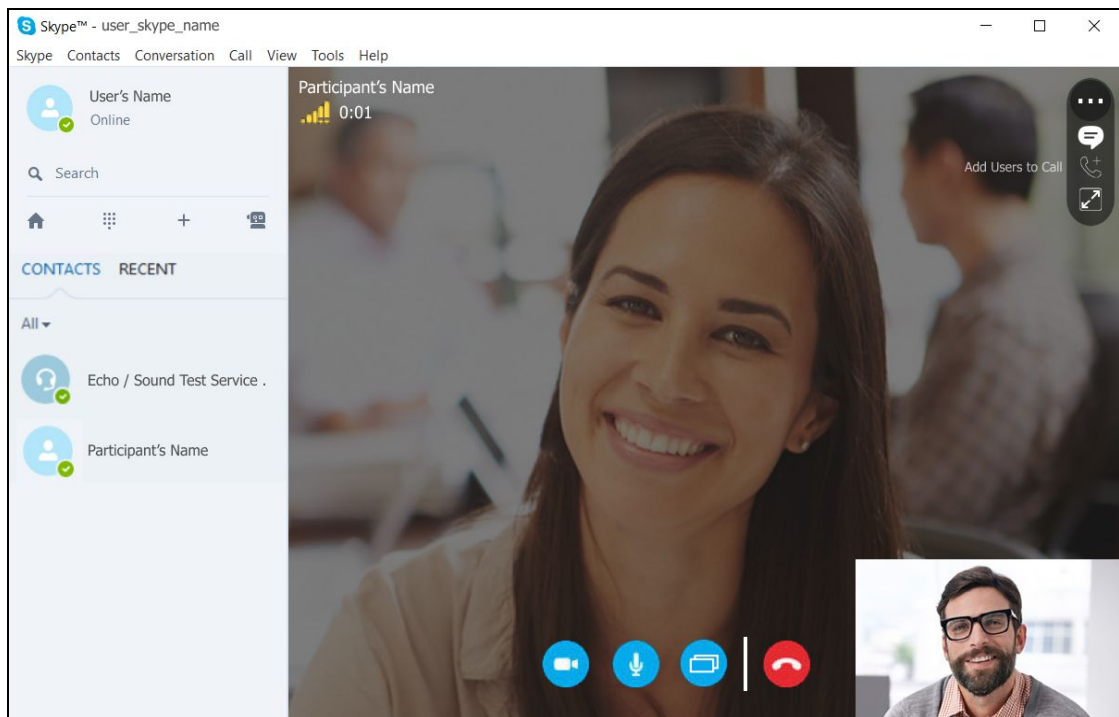 Skype™ - user_skype_name
Skype Contacts Conversation Call View Tools Help
User's Name
Online
Search
CONTACTS RECENT
All
Echo / Sound Test Service .
Participant's Name
Participant's Name
0:01
Add Users to Call